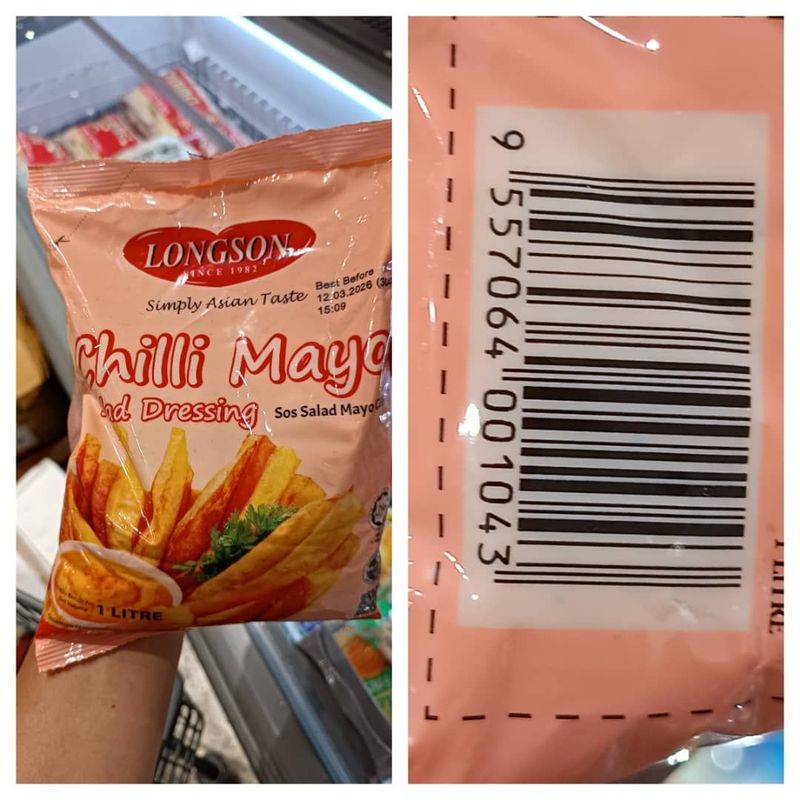 LONGSON
SINCE 1982
Simply Asian Taste
Best Before
12.03.2026
15:09
Chilli Mayo
Dressing
Sos Salad Mayo
1 LITRE
9 557064 001043
LITRE